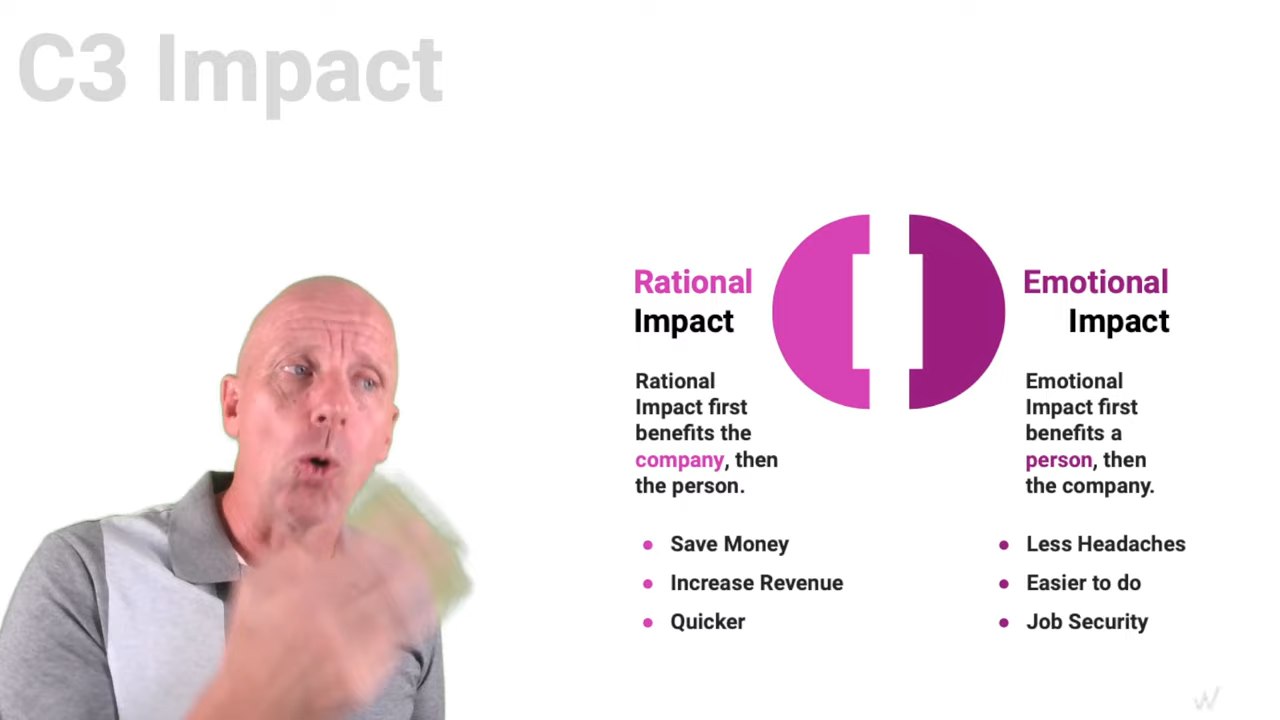 C3 Impact
Rational
Impact
Rational
Impact first
benefits the
company, then
the person.
Save Money
Increase Revenue
Quicker
Emotional
Impact
Emotional
Impact first
benefits a
person, then
the company.
Less Headaches
Easier to do
Job Security
W